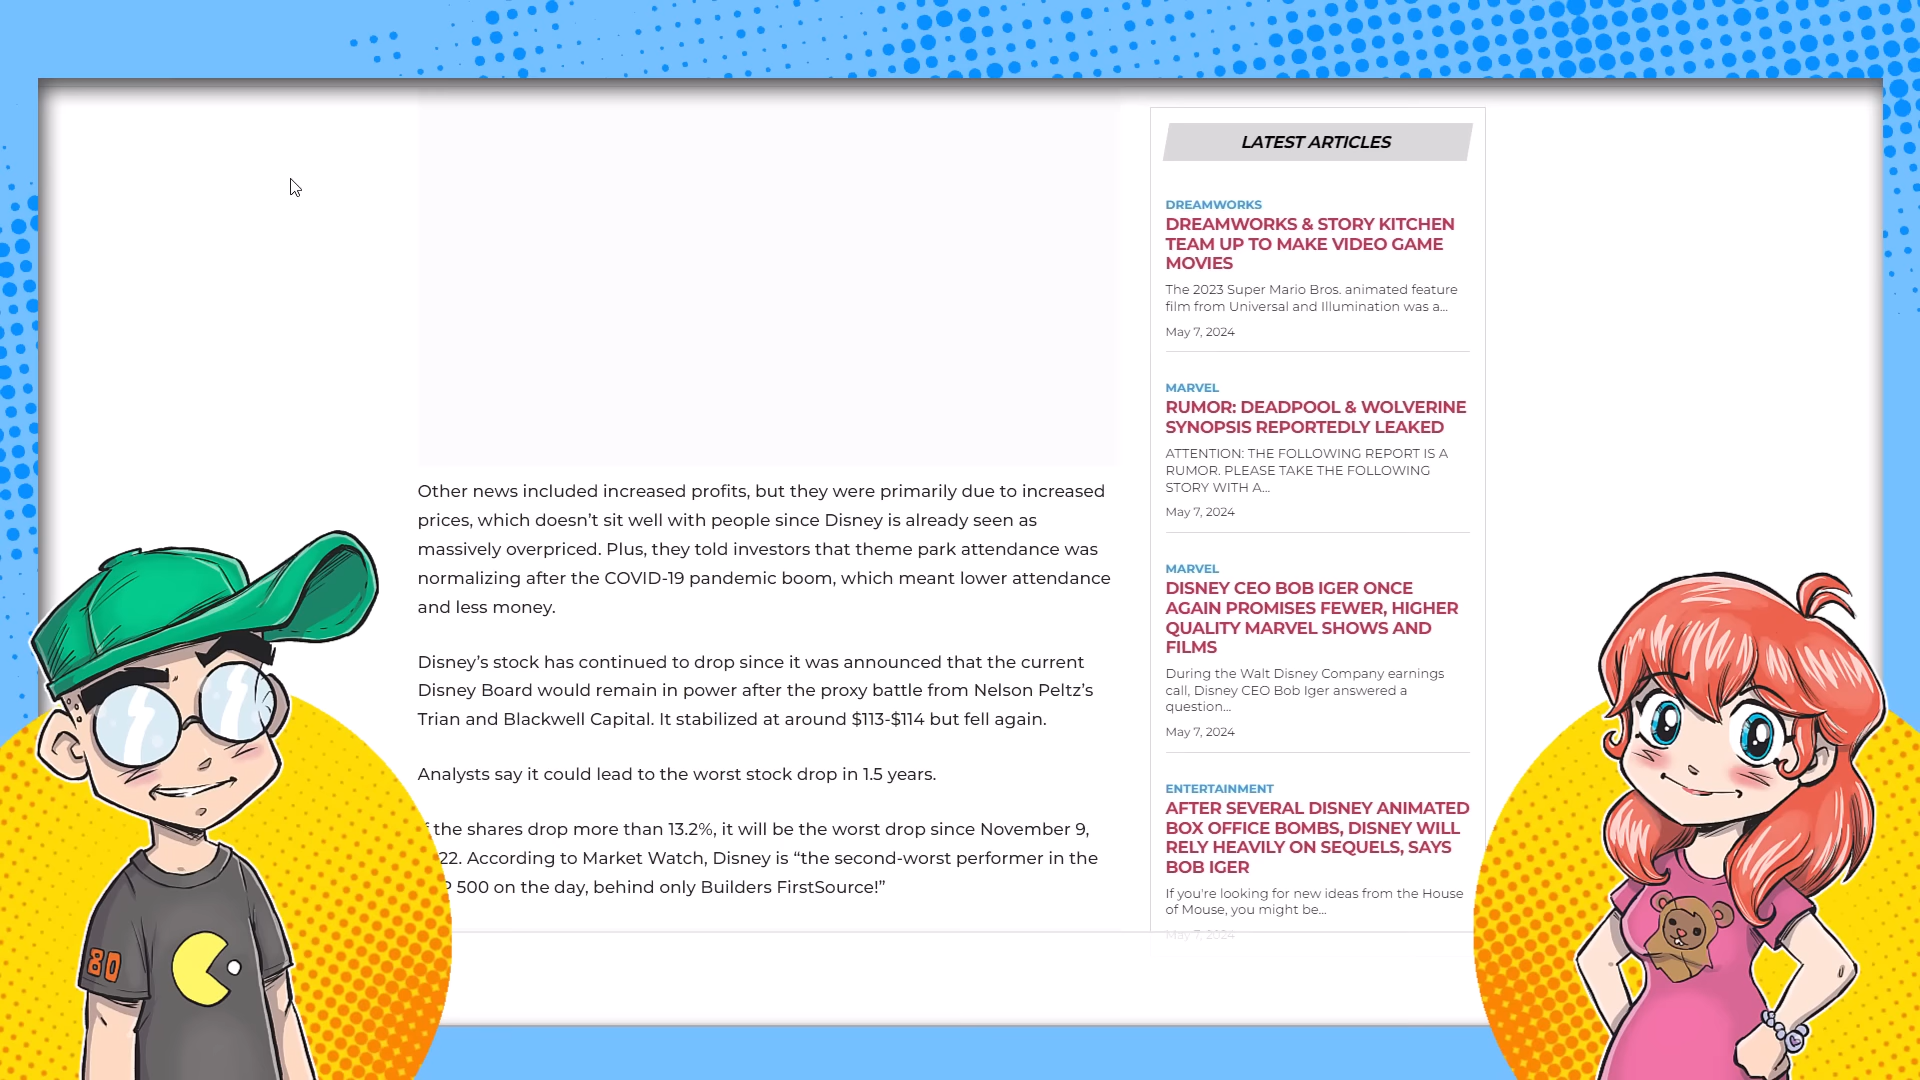 Other news included increased profits, but they were primarily due to increased
prices, which doesn’t sit well with people since Disney is already seen as
massively overpriced. Plus, they told investors that theme park attendance was
normalizing after the COVID-19 pandemic boom, which meant lower attendance
and less money.
Disney’s stock has continued to drop since it was announced that the current
Disney Board would remain in power after the proxy battle from Nelson Peltz’s
Trian and Blackwell Capital. It stabilized at around $113-$114 but fell again.
Analysts say it could lead to the worst stock drop in 1.5 years.
the shares drop more than 13.2%, it will be the worst drop since November 9,
22. According to Market Watch, Disney is “the second-worst performer in the
P 500 on the day, behind only Builders FirstSource!”
LATEST ARTICLES
DREAMWORKS
DREAMWORKS & STORY KITCHEN
TEAM UP TO MAKE VIDEO GAME
MOVIES
The 2023 Super Mario Bros. animated feature
film from Universal and Illumination was a...
May 7, 2024
MARVEL
RUMOR: DEADPOOL & WOLVERINE
SYNOPSIS REPORTEDLY LEAKED
ATTENTION: THE FOLLOWING REPORT IS A
RUMOR. PLEASE TAKE THE FOLLOWING
STORY WITH A...
May 7, 2024
MARVEL
DISNEY CEO BOB IGER ONCE
AGAIN PROMISES FEWER, HIGHER
QUALITY MARVEL SHOWS AND
FILMS
During the Walt Disney Company earnings
call, Disney CEO Bob Iger answered a
question...
May 7, 2024
ENTERTAINMENT
AFTER SEVERAL DISNEY ANIMATED
BOX OFFICE BOMBS, DISNEY WILL
RELY HEAVILY ON SEQUELS, SAYS
BOB IGER
If you're looking for new ideas from the House
of Mouse, you might be...
May 7, 2024
80